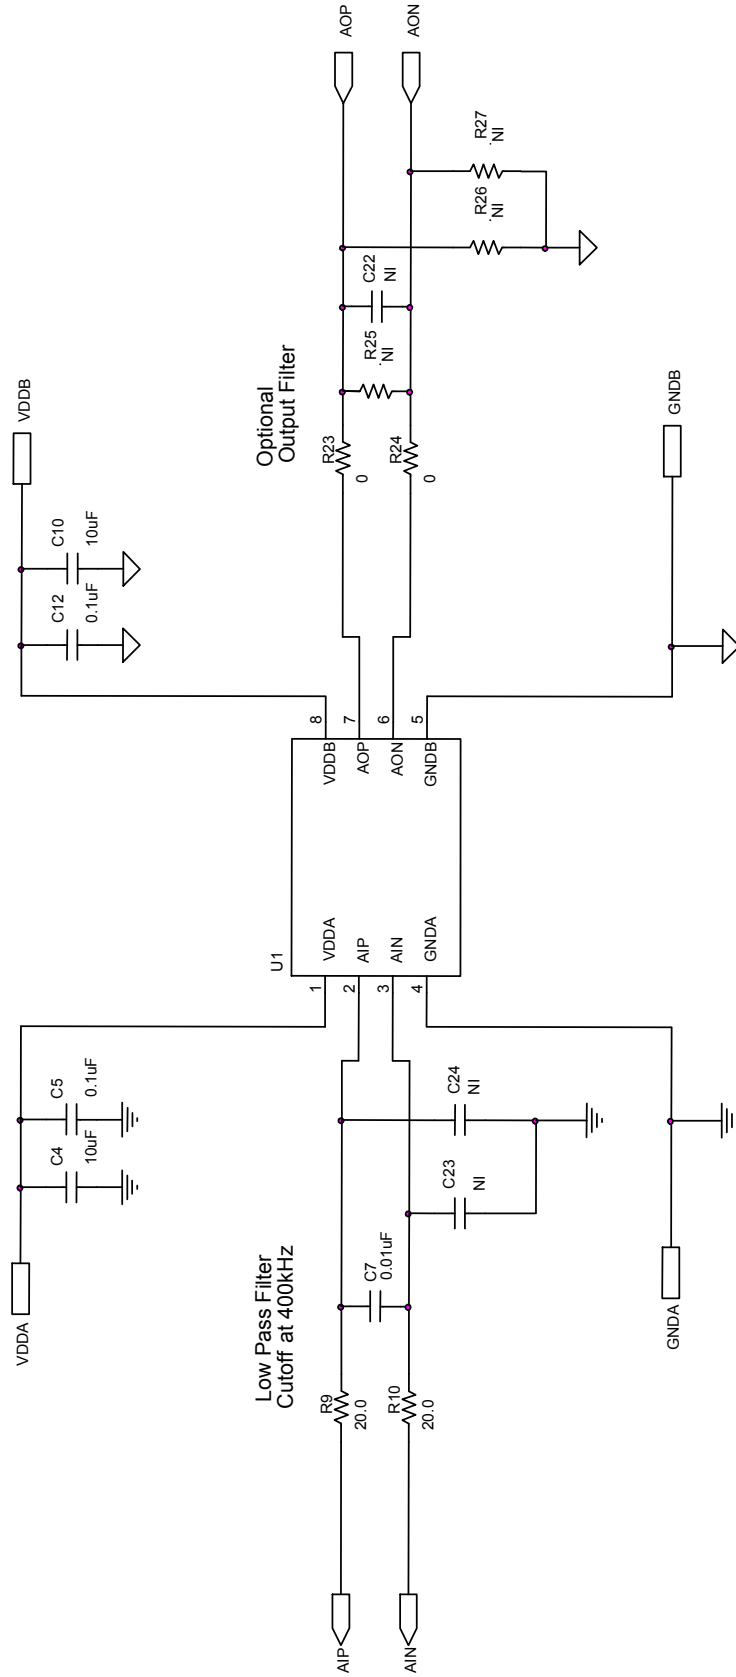 VDDA
C4
10uF
C5
0.1uF
C12
0.1uF
C10
10uF
VDDB
Low Pass Filter
Cutoff at 400kHz
Optional
Output Filter
AIP
R9
20.0
AIN
R10
20.0
C7
0.01uF
C23
NI
C24
NI
U1
1
VDDA
2
AIP
3
AIN
4
GNDA
8
VDDB
7
AOP
6
AON
5
GNDB
R23
0
R24
0
R25
NI
C22
NI
R26
NI
R27
NI
AOP
AON
GNDA
GNDB